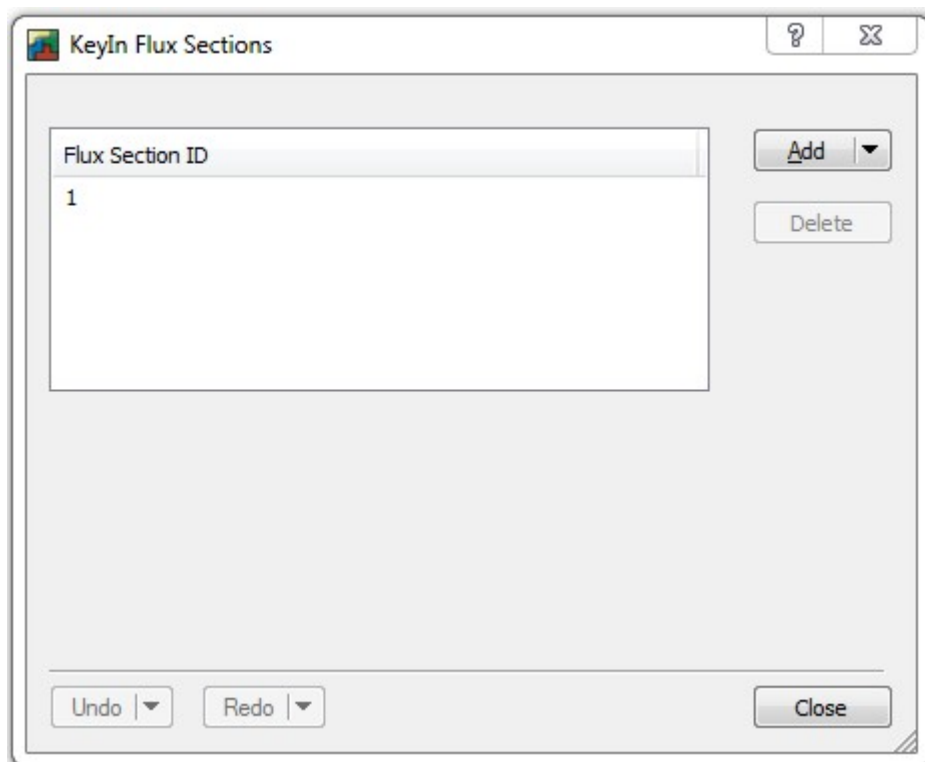 KeyIn Flux Sections
?
Flux Section ID
Add
1
Delete
Undo
Redo
Close